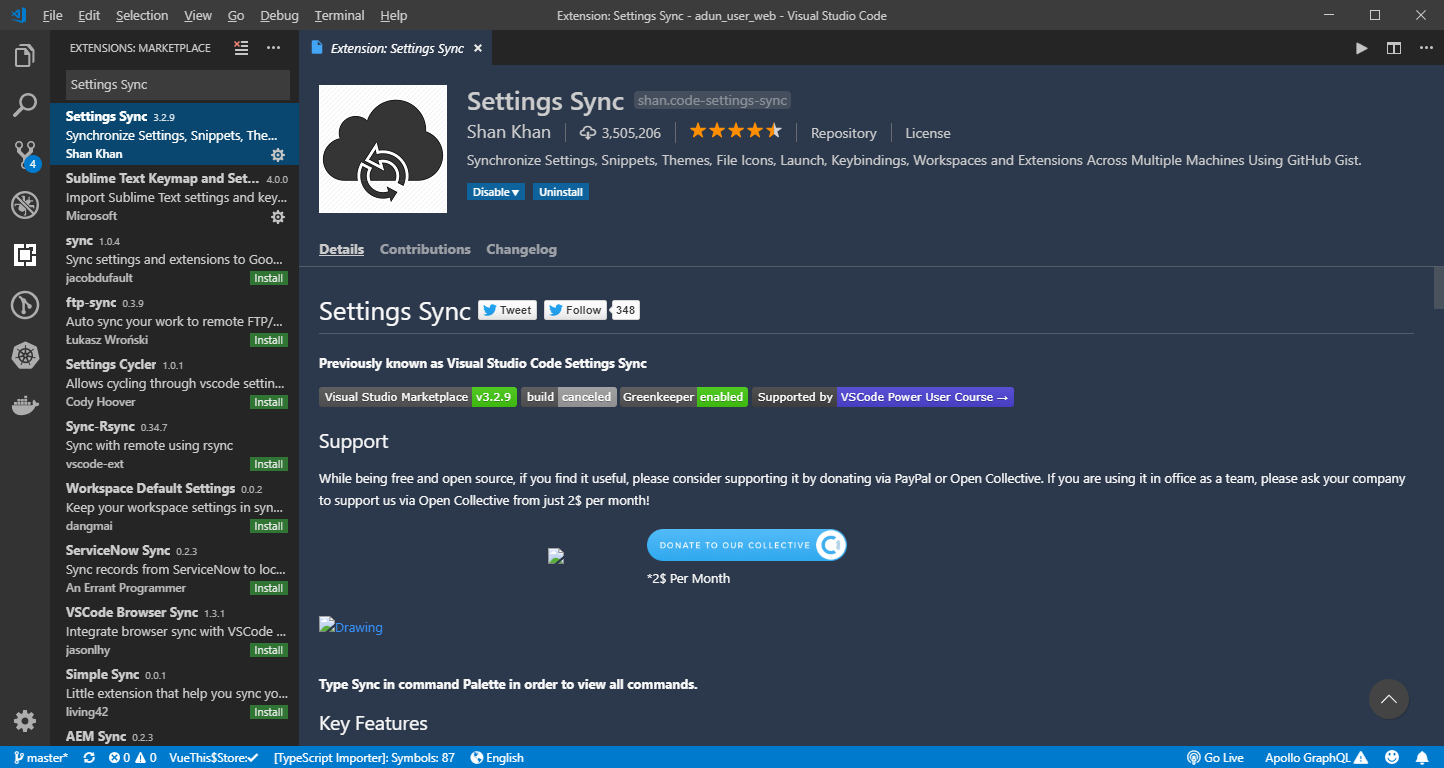 File Edit Selection View Go Debug Terminal Help
Extension: Settings Sync - adun_user_web - Visual Studio Code
EXTENSIONS: MARKETPLACE
Settings Sync
Settings Sync 3.2.9
Synchronize Settings, Snippets, The...
Shan Khan
Sublime Text Keymap and Set... 4.0.0
Import Sublime Text settings and key...
Microsoft
sync 1.0.4
Sync settings and extensions to Goo...
jacobdufault Install
ftp-sync 0.3.9
Auto sync your work to remote FTP/...
Łukasz Wroński Install
Settings Cycler 1.0.1
Allows cycling through vscode settin...
Cody Hoover Install
Sync-Rsync 0.34.7
Sync with remote using rsync
vscode-ext Install
Workspace Default Settings 0.0.2
Keep your workspace settings in syn...
dangmai Install
ServiceNow Sync 0.2.3
Sync records from ServiceNow to loc...
An Errant Programmer Install
VSCode Browser Sync 1.3.1
Integrate browser sync with VSCode ...
jasonlhy Install
Simple Sync 0.0.1
Little extension that help you sync yo...
living42 Install
AEM Sync 0.2.3
4
Extension: Settings Sync
Settings Sync shan.code-settings-sync
Shan Khan 3,505,206 Repository License
Synchronize Settings, Snippets, Themes, File Icons, Launch, Keybindings, Workspaces and Extensions Across Multiple Machines Using GitHub Gist.
Disable Uninstall
Details Contributions Changelog
Settings Sync Tweet Follow 348
Previously known as Visual Studio Code Settings Sync
Visual Studio Marketplace v3.2.9 build canceled Greenkeeper enabled Supported by VSCode Power User Course →
Support
While being free and open source, if you find it useful, please consider supporting it by donating via PayPal or Open Collective. If you are using it in office as a team, please ask your company
to support us via Open Collective from just 2$ per month!
DONATE TO OUR COLLECTIVE
*2$ Per Month
Drawing
Type Sync in command Palette in order to view all commands.
Key Features
master* 0 0 VueThis$Store: [TypeScript Importer]: Symbols: 87 English Go Live Apollo GraphQL